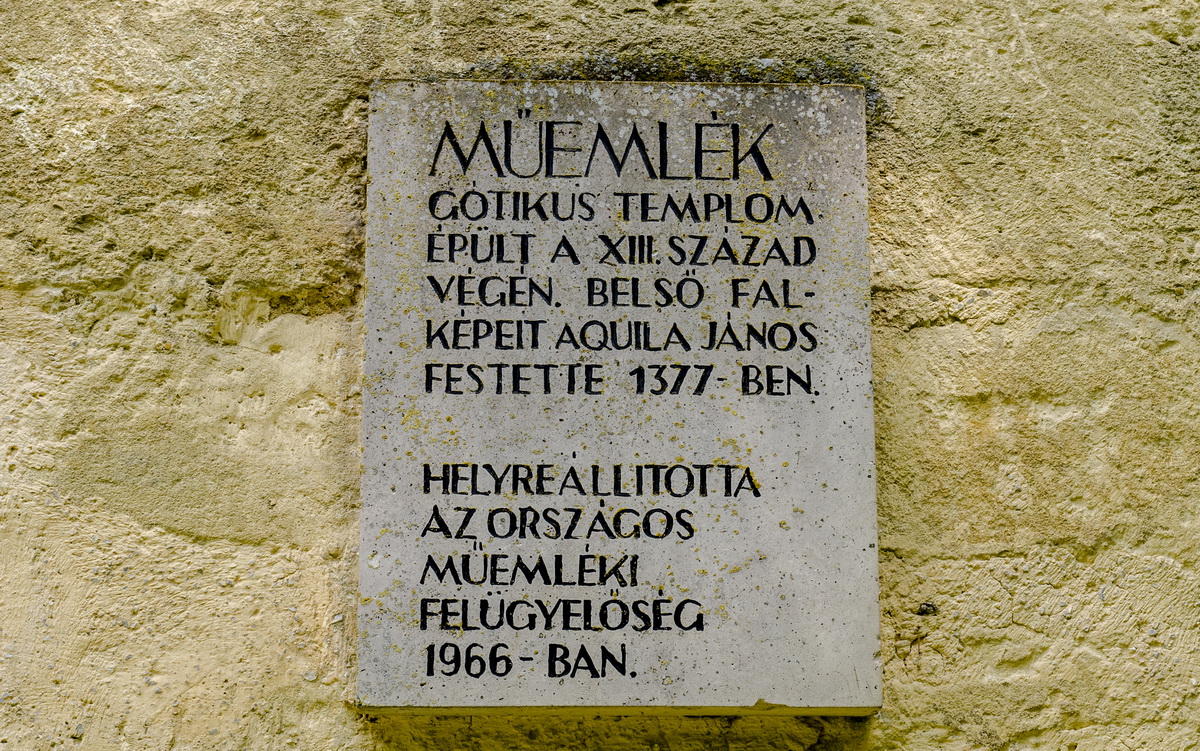 MŰEMLÉK
GÓTIKUS TEMPLOM.
ÉPÜLT A XIII. SZÁZAD
VÉGÉN. BELSŐ FAL-
KÉPEIT AQUILA JÁNOS
FESTETTE 1377-BEN.
HELYREÁLLITOTTA
AZ ORSZÁGOS
MŰEMLÉKI
FELÜGYELŐSÉG
1966-BAN.